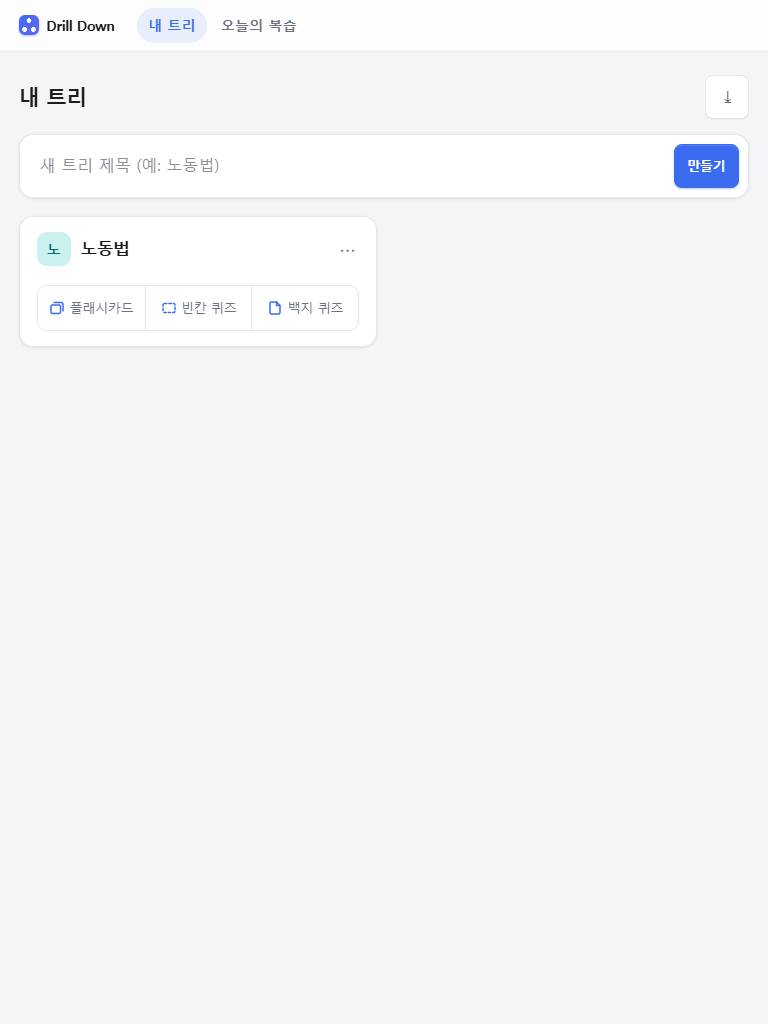 Drill Down
내 트리
오늘의 복습
내 트리
새 트리 제목 (예: 노동법)
만들기
노
노동법
플래시카드
빈칸 퀴즈
백지 퀴즈